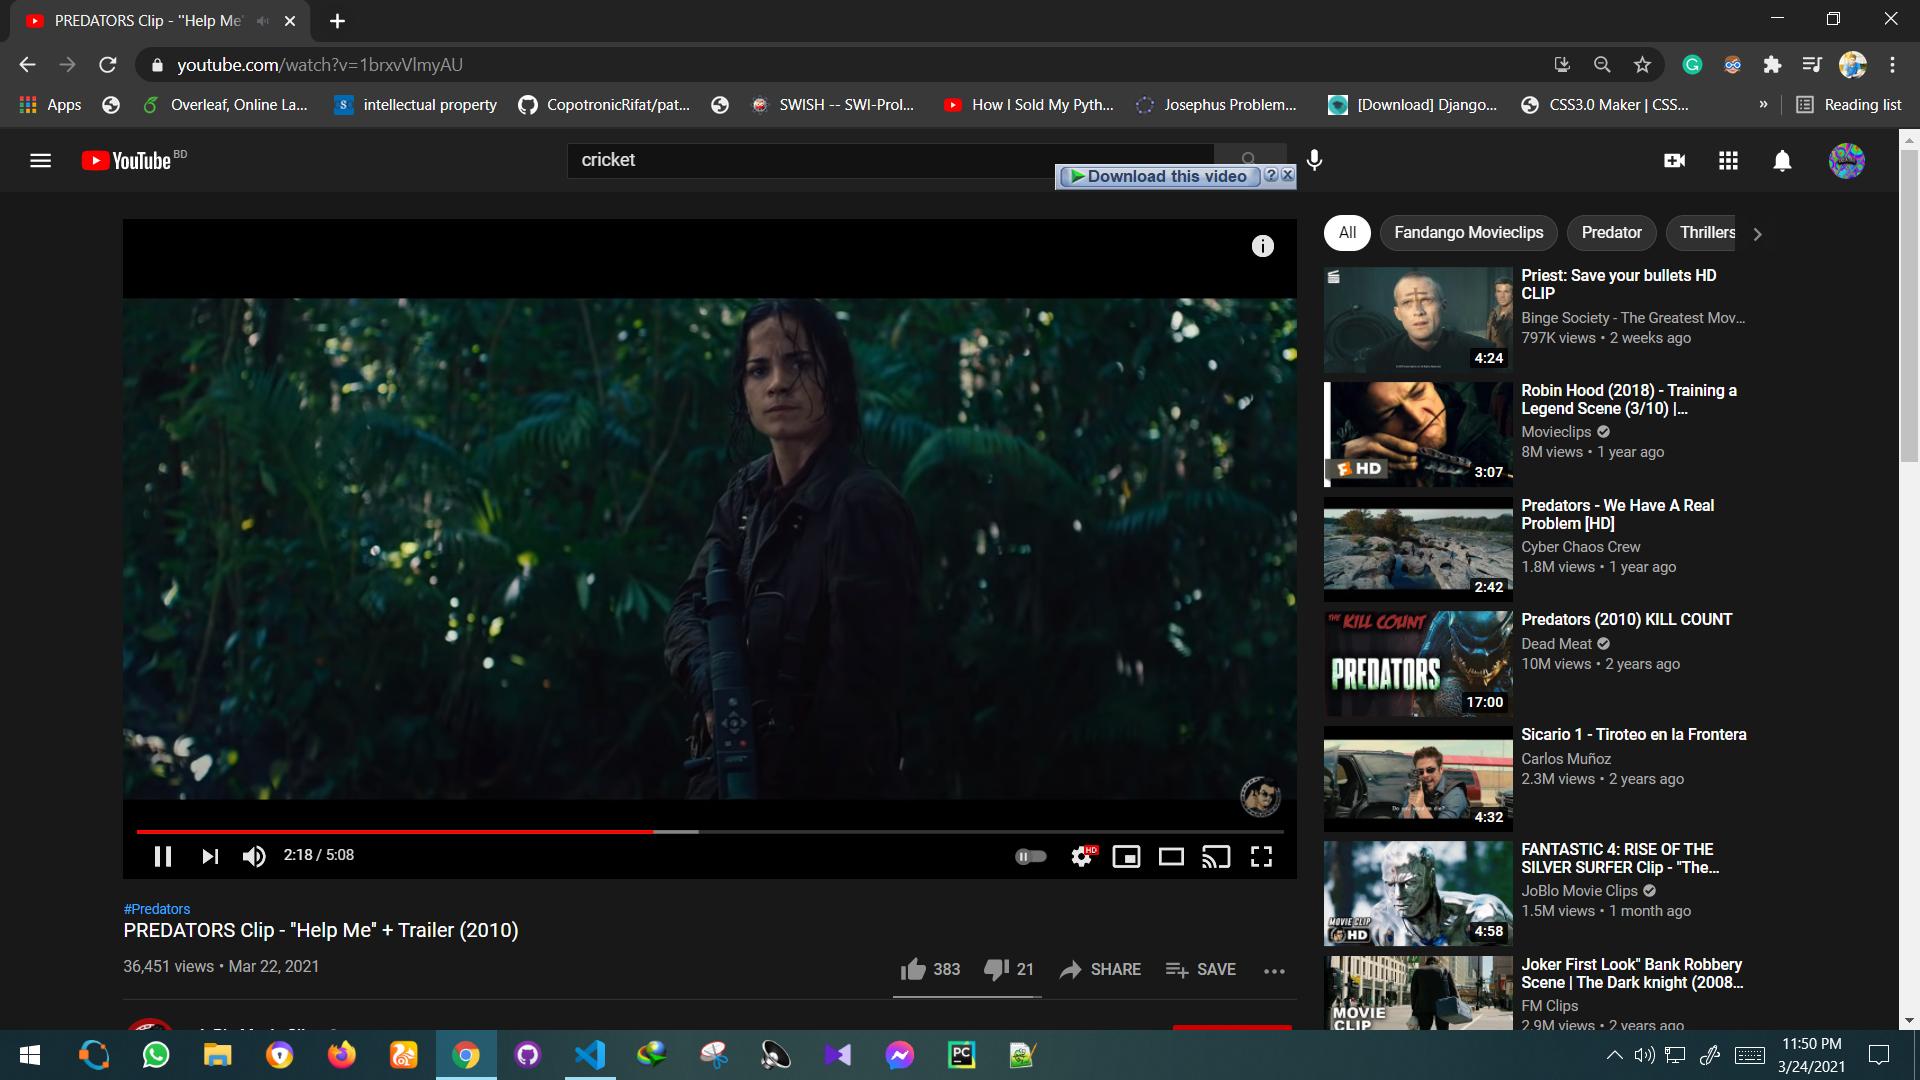 PREDATORS Clip - "Help Me"
youtube.com/watch?v=1brxvVlmyAU
Apps
Overleaf, Online La...
intellectual property
CopotronicRifat/pat...
SWISH -- SWI-Prol...
How I Sold My Pyth...
Josephus Problem...
[Download] Django...
CSS3.0 Maker | CSS...
»
Reading list
YouTube BD
cricket
Download this video
All
Fandango Movieclips
Predator
Thrillers
Priest: Save your bullets HD
CLIP
Binge Society - The Greatest Mov...
797K views • 2 weeks ago
4:24
Robin Hood (2018) - Training a
Legend Scene (3/10) |...
Movieclips
8M views • 1 year ago
HD
3:07
Predators - We Have A Real
Problem [HD]
Cyber Chaos Crew
1.8M views • 1 year ago
2:42
Predators (2010) KILL COUNT
Dead Meat
10M views • 2 years ago
THE KILL COUNT
PREDATORS
17:00
Sicario 1 - Tiroteo en la Frontera
Carlos Muñoz
2.3M views • 2 years ago
4:32
FANTASTIC 4: RISE OF THE
SILVER SURFER Clip - "The...
JoBlo Movie Clips
1.5M views • 1 month ago
MOVIE CLIP
HD
4:58
Joker First Look" Bank Robbery
Scene | The Dark knight (2008...
FM Clips
2.9M views • 2 years ago
MOVIE
CLIP
2:18 / 5:08
HD
#Predators
PREDATORS Clip - "Help Me" + Trailer (2010)
36,451 views • Mar 22, 2021
383
21
SHARE
SAVE
PC
11:50 PM
3/24/2021